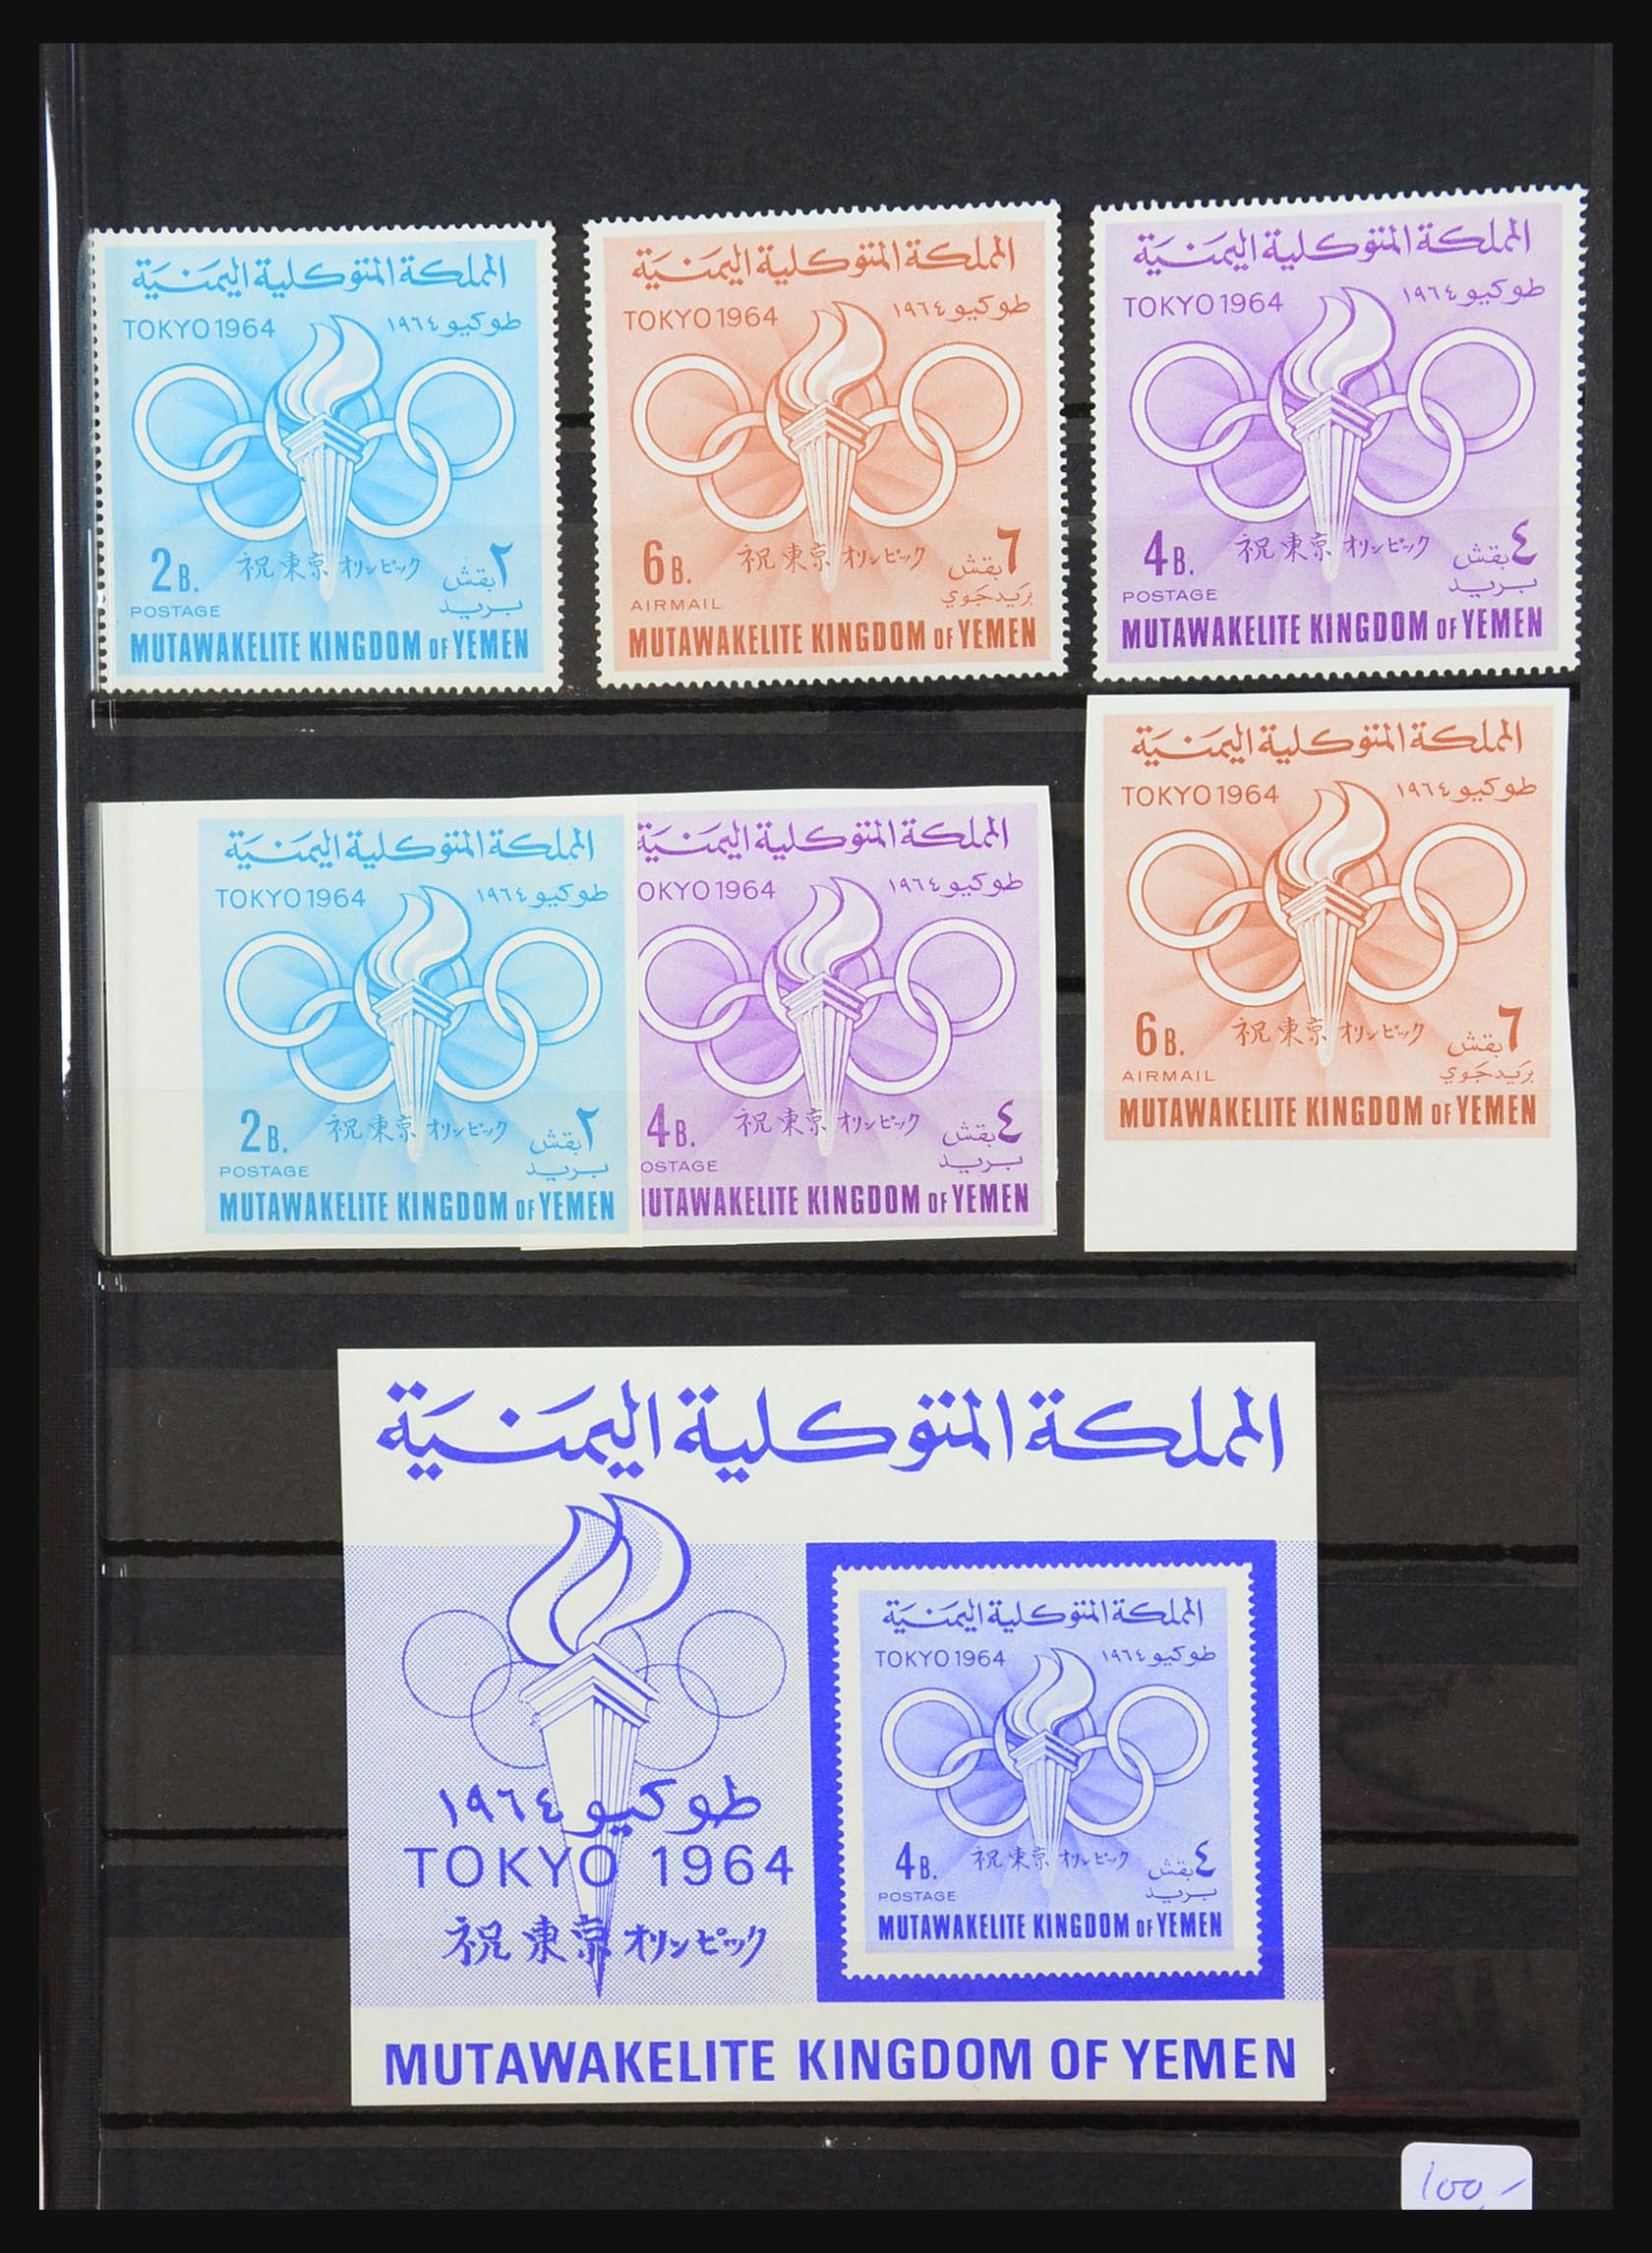 المملكة المتوكلية اليمنية
TOKYO 1964 طوكيو ١٩٦٤
2 B. 祝 東京 オリンピック ٢ بقش
POSTAGE بريد
MUTAWAKELITE KINGDOM OF YEMEN
المملكة المتوكلية اليمنية
TOKYO 1964 طوكيو ١٩٦٤
6 B. 祝 東京 オリンピック ٦ بقش
AIRMAIL بريد جوي
MUTAWAKELITE KINGDOM OF YEMEN
المملكة المتوكلية اليمنية
TOKYO 1964 طوكيو ١٩٦٤
4 B. 祝 東京 オリンピック ٤ بقش
POSTAGE بريد
MUTAWAKELITE KINGDOM OF YEMEN
المملكة المتوكلية اليمنية
TOKYO 1964 طوكيو ١٩٦٤
2 B. 祝 東京 オリンピック ٢ بقش
POSTAGE بريد
MUTAWAKELITE KINGDOM OF YEMEN
المملكة المتوكلية اليمنية
OKYO 1964 طوكيو ١٩٦٤
4 B. 祝 東京 オリンピック ٤ بقش
OSTAGE بريد
UTAWAKELITE KINGDOM OF YEMEN
المملكة المتوكلية اليمنية
TOKYO 1964 طوكيو ١٩٦٤
6 B. 祝 東京 オリンピック ٦ بقش
AIRMAIL بريد جوي
MUTAWAKELITE KINGDOM OF YEMEN
المملكة المتوكلية اليمنية
طوكيو ١٩٦٤
TOKYO 1964
祝 東京 オリンピック
المملكة المتوكلية اليمنية
TOKYO 1964 طوكيو ١٩٦٤
4 B. 祝 東京 オリンピック ٤ بقش
POSTAGE بريد
MUTAWAKELITE KINGDOM OF YEMEN
MUTAWAKELITE KINGDOM OF YEMEN
100,-